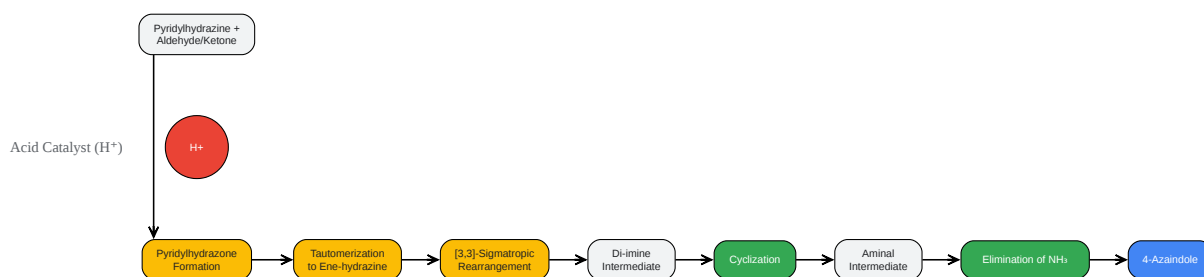 Pyridylhydrazine +
Aldehyde/Ketone
Acid Catalyst (H⁺)
H+
Pyridylhydrazone
Formation
Tautomerization
to Ene-hydrazine
[3,3]-Sigmatropic
Rearrangement
Di-imine
Intermediate
Cyclization
Aminal
Intermediate
Elimination of NH₃
4-Azaindole